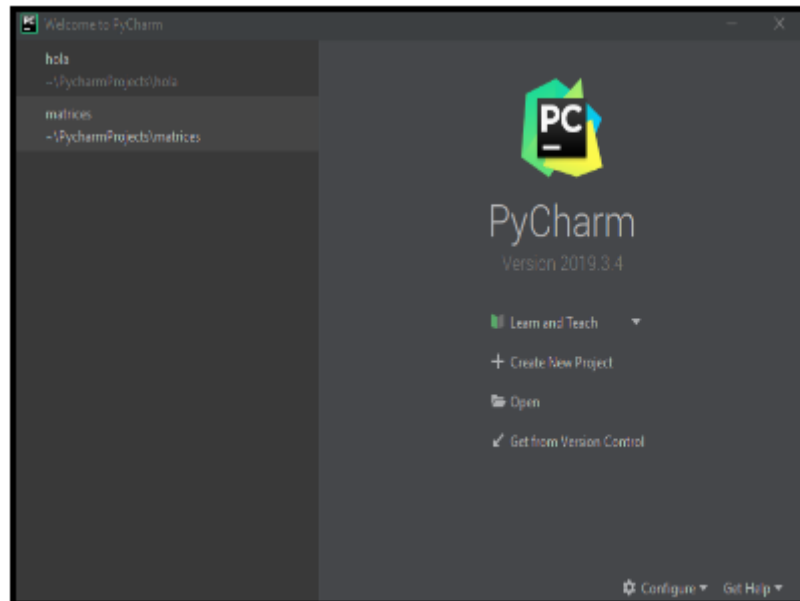 Welcome to PyCharm
hola
~\PycharmProjects\hola
matrices
~\PycharmProjects\matrices
PC
PyCharm
Version 2019.3.4
Learn and Teach
Create New Project
Open
Get from Version Control
Configure
Get Help